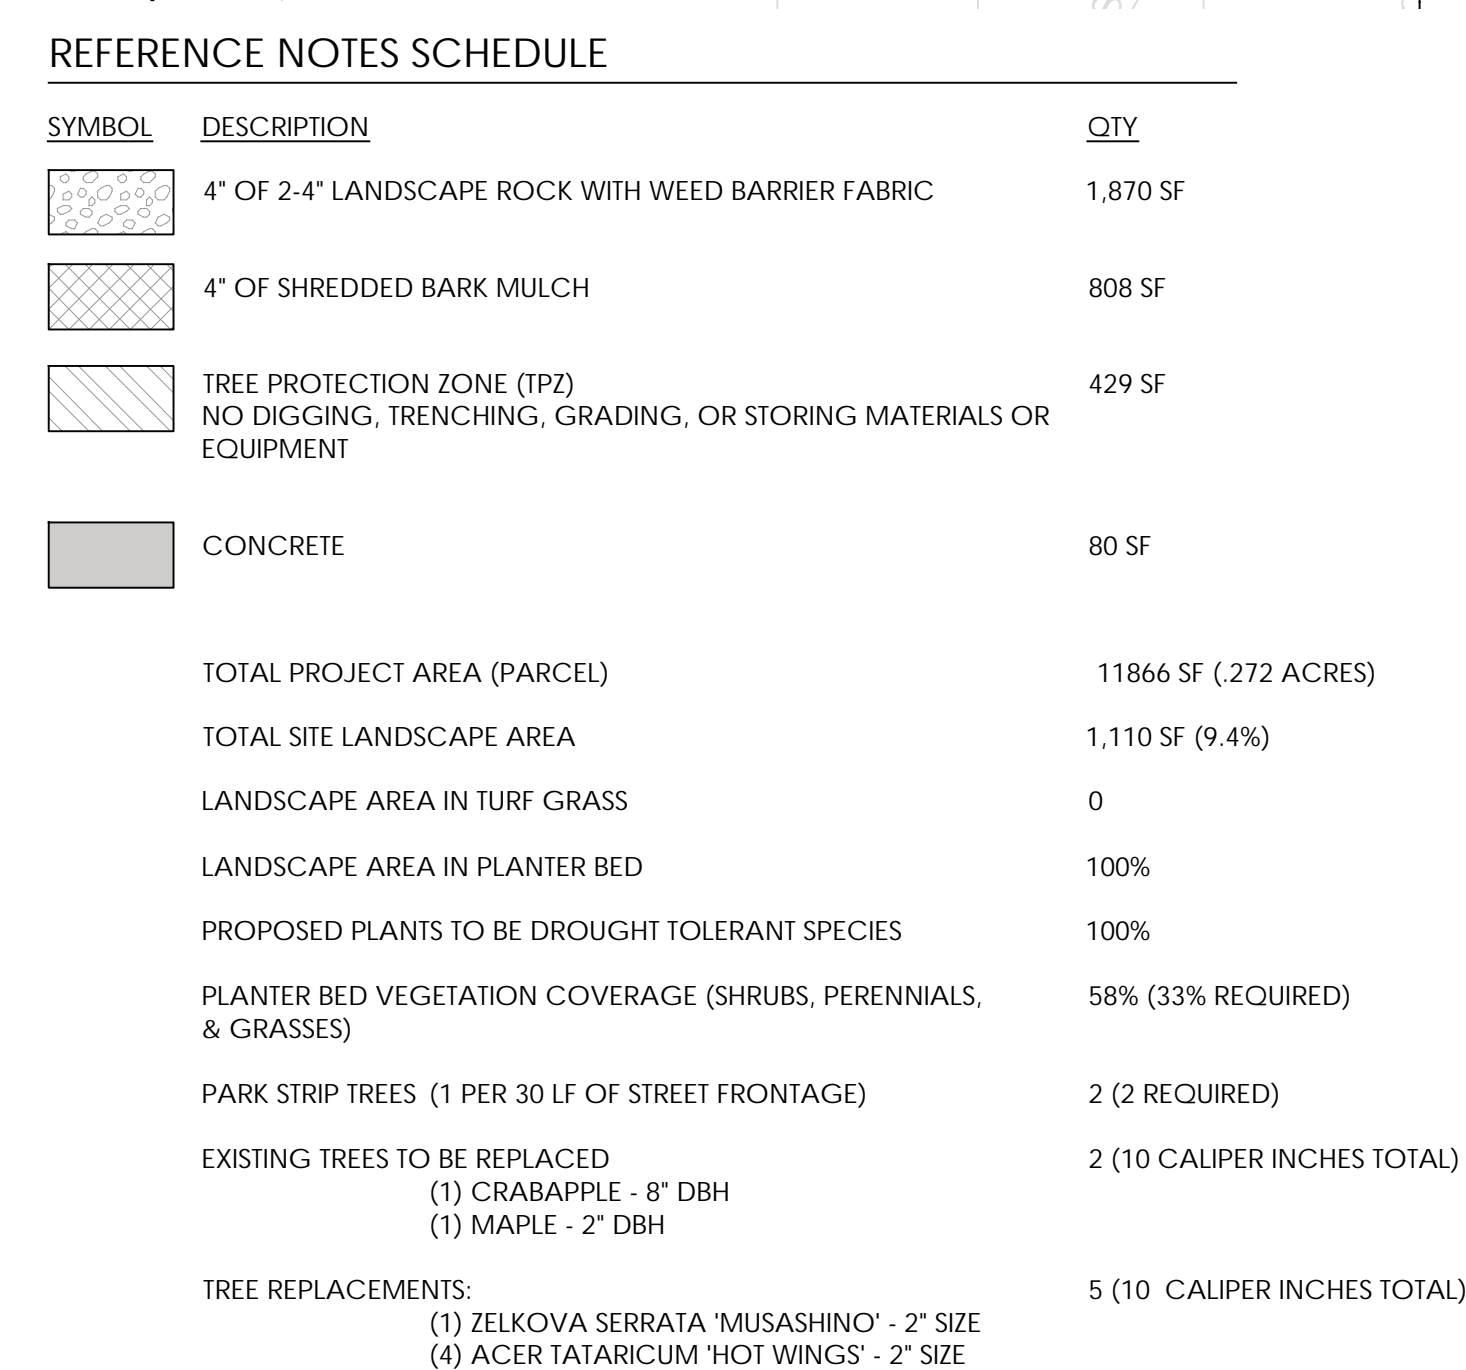 REFERENCE NOTES SCHEDULE
SYMBOL DESCRIPTION QTY
4" OF 2-4" LANDSCAPE ROCK WITH WEED BARRIER FABRIC 1,870 SF
4" OF SHREDDED BARK MULCH 808 SF
TREE PROTECTION ZONE (TPZ) 429 SF
NO DIGGING, TRENCHING, GRADING, OR STORING MATERIALS OR
EQUIPMENT
CONCRETE 80 SF
TOTAL PROJECT AREA (PARCEL) 11866 SF (.272 ACRES)
TOTAL SITE LANDSCAPE AREA 1,110 SF (9.4%)
LANDSCAPE AREA IN TURF GRASS 0
LANDSCAPE AREA IN PLANTER BED 100%
PROPOSED PLANTS TO BE DROUGHT TOLERANT SPECIES 100%
PLANTER BED VEGETATION COVERAGE (SHRUBS, PERENNIALS, 58% (33% REQUIRED)
& GRASSES)
PARK STRIP TREES (1 PER 30 LF OF STREET FRONTAGE) 2 (2 REQUIRED)
EXISTING TREES TO BE REPLACED 2 (10 CALIPER INCHES TOTAL)
(1) CRABAPPLE - 8" DBH
(1) MAPLE - 2" DBH
TREE REPLACEMENTS: 5 (10 CALIPER INCHES TOTAL)
(1) ZELKOVA SERRATA 'MUSASHINO' - 2" SIZE
(4) ACER TATARICUM 'HOT WINGS' - 2" SIZE